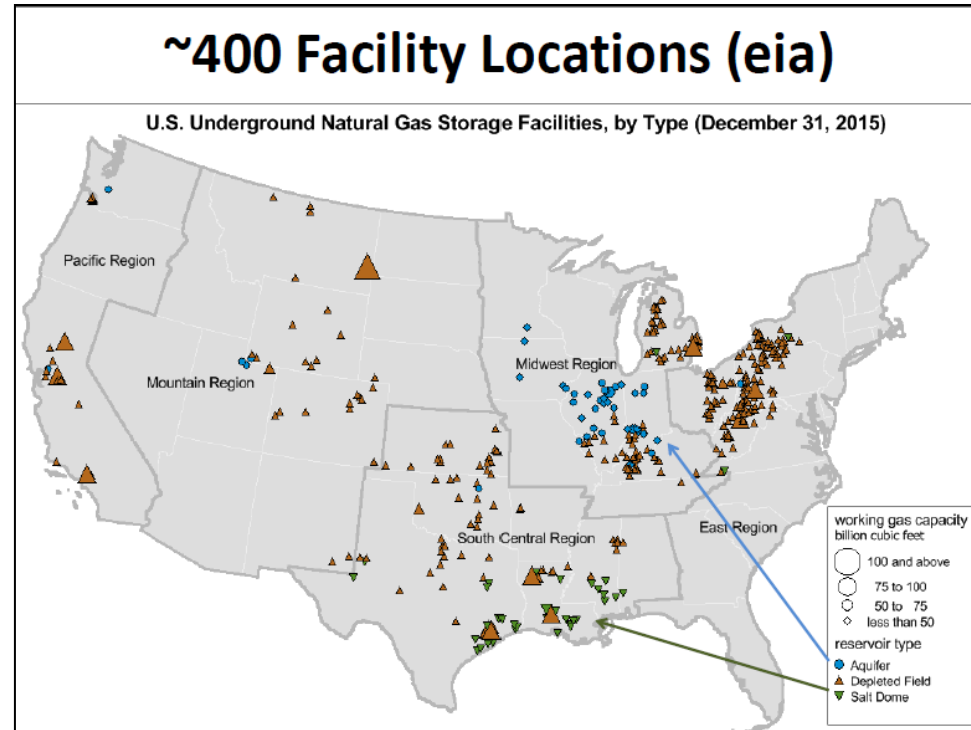 ~400 Facility Locations (eia)
U.S. Underground Natural Gas Storage Facilities, by Type (December 31, 2015)
Pacific Region
Mountain Region
Midwest Region
South Central Region
East Region
working gas capacity
billion cubic feet
100 and above
75 to 100
50 to 75
less than 50
reservoir type
Aquifer
Depleted Field
Salt Dome